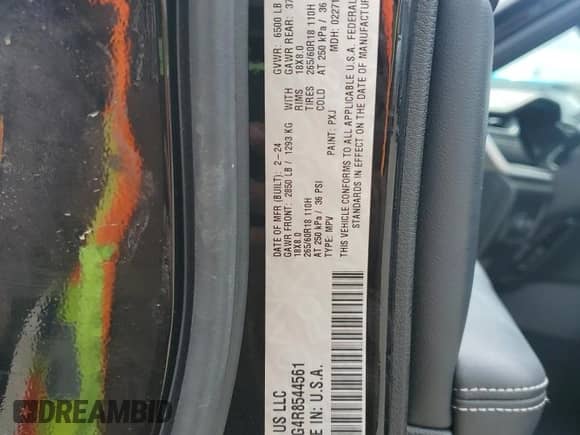 DATE OF MFR (BUILT): 2-24 GVWR: 6500 LB
GAWR FRONT: 2850 LB / 1293 KG WITH GAWR REAR: 37
18X8.0 RIMS 18X8.0
265/60R18 110H TIRES 265/60R18 110H
AT 250 kPa / 36 PSI COLD AT 250 kPa / 36
TYPE: MPV PAINT: PXJ MDH: 0227
THIS VEHICLE CONFORMS TO ALL APPLICABLE U.S.A. FEDERAL
STANDARDS IN EFFECT ON THE DATE OF MANUFACTUR
US LLC
G4R8544561
E IN: U.S.A.
DREAMBID